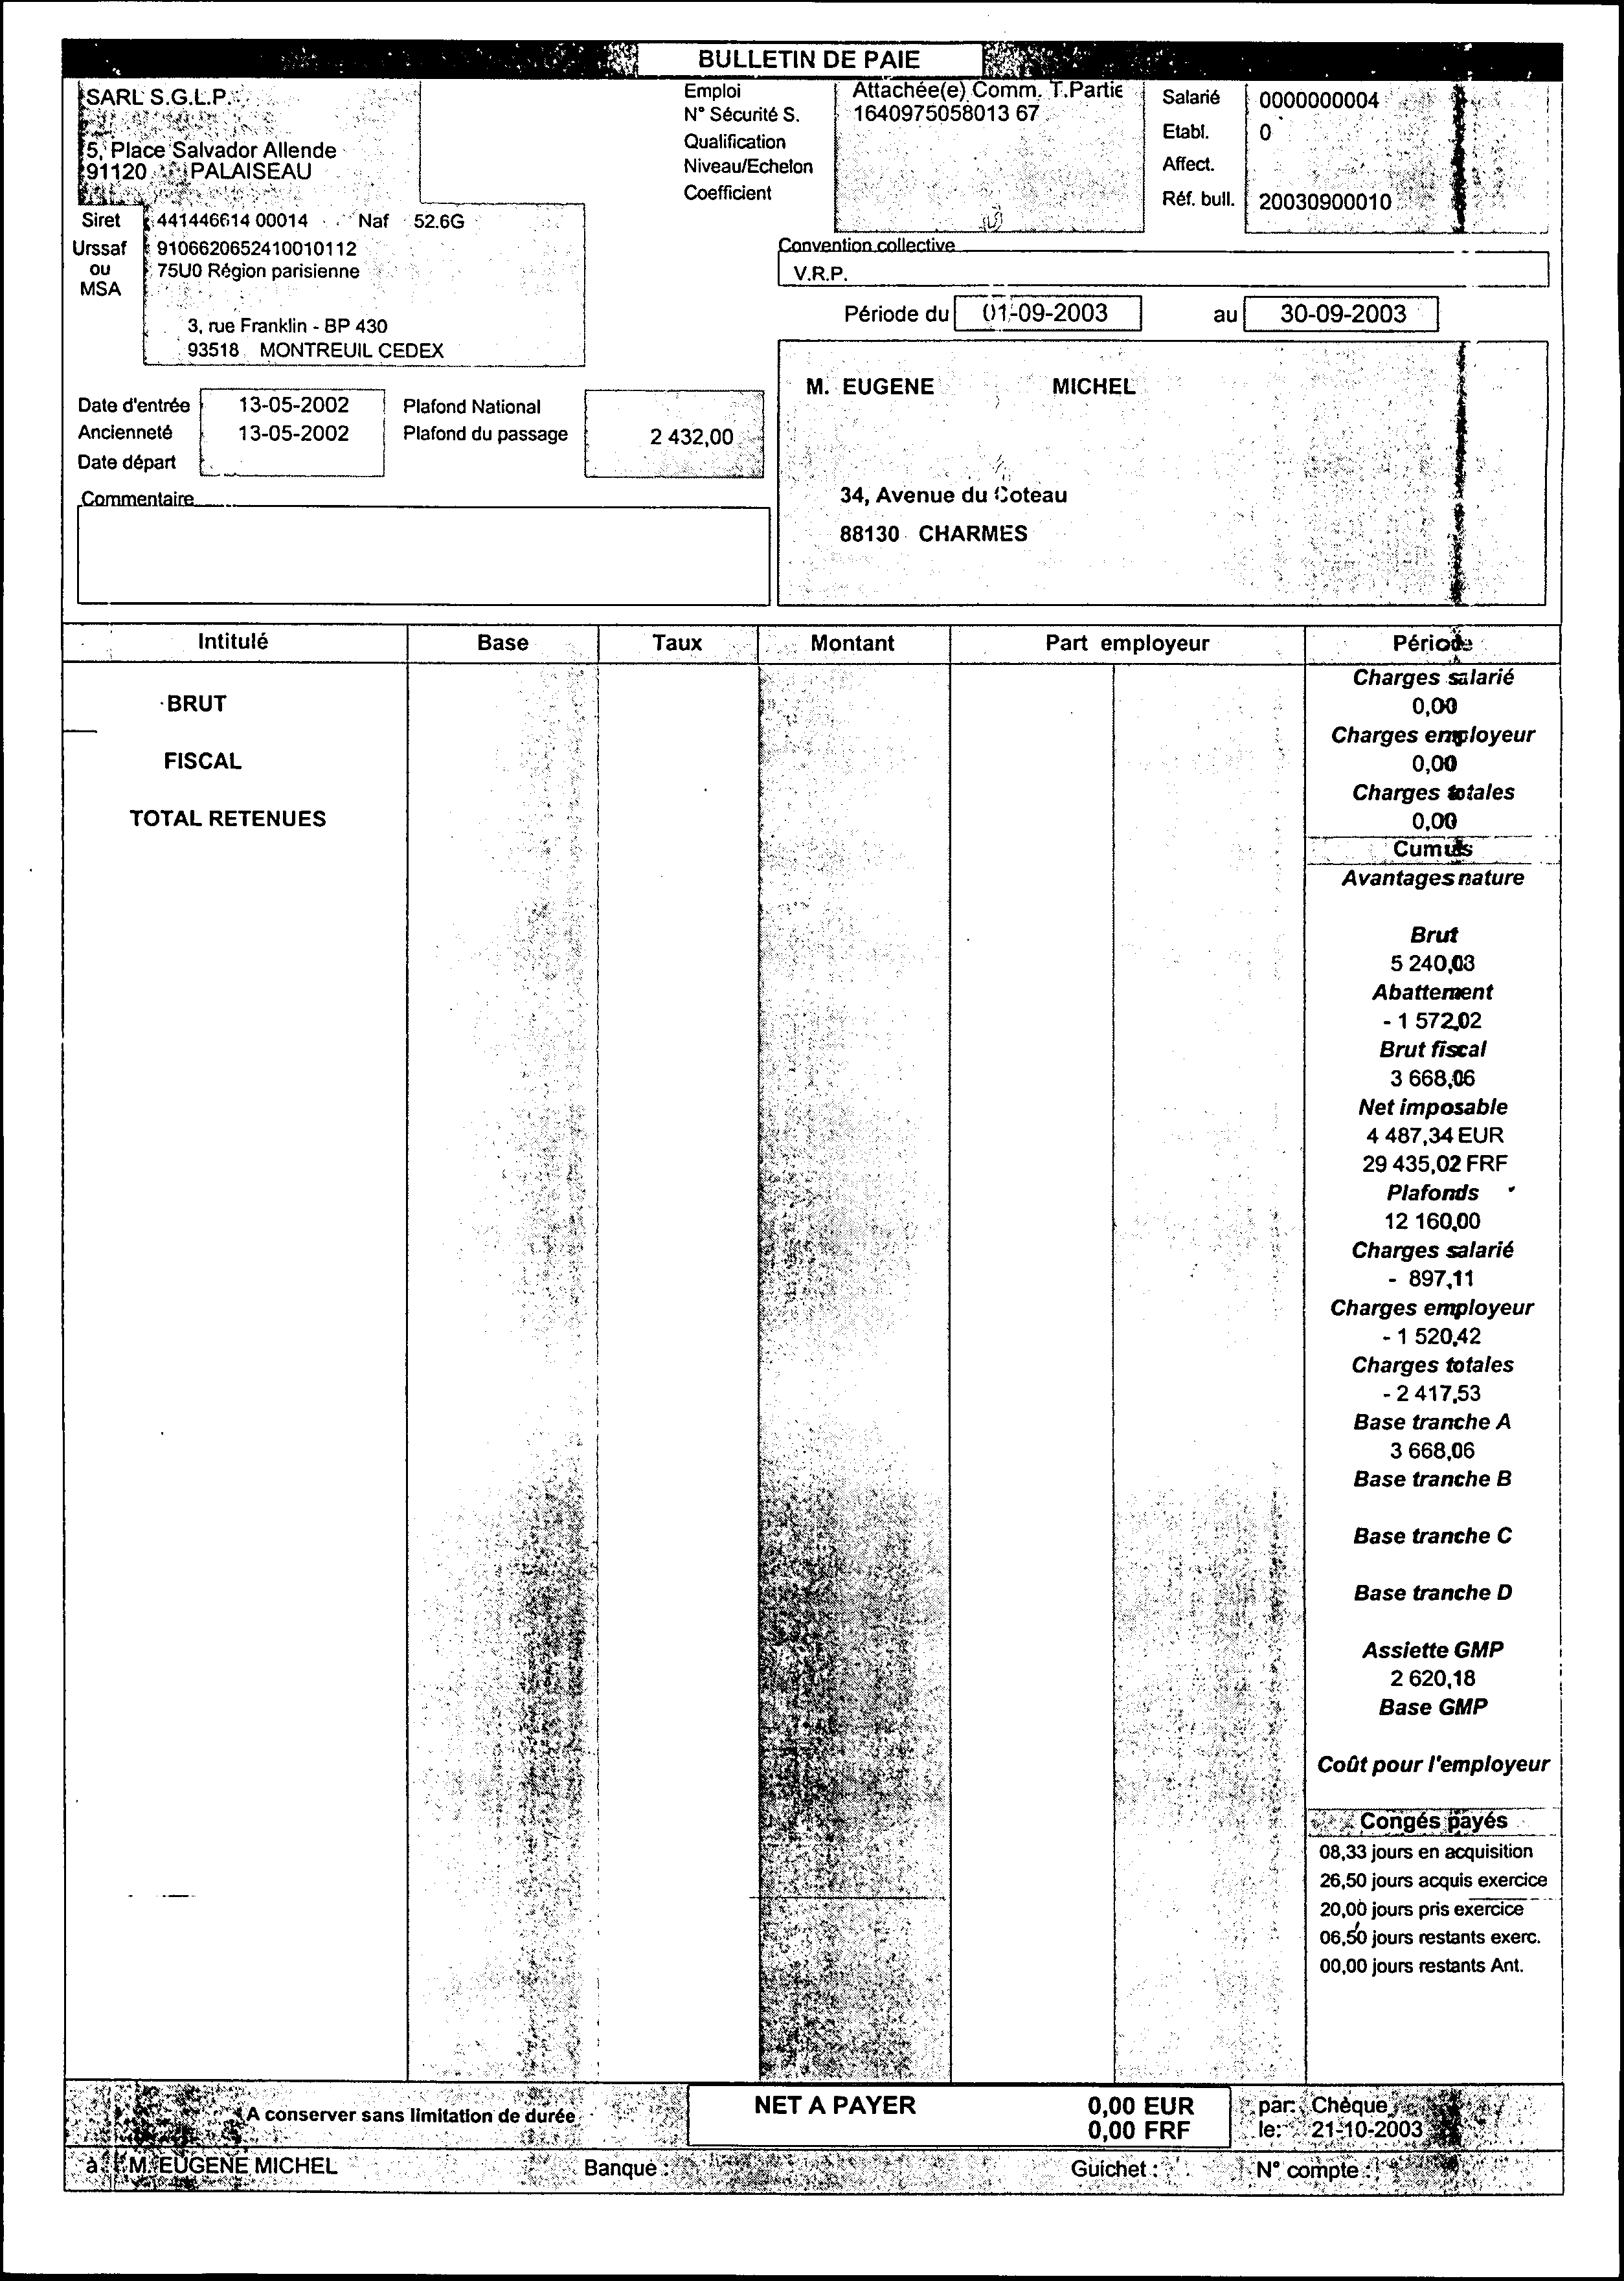 BULLETIN DE PAIE
SARL S.G.L.P.
5, Place Salvador Allende
91120 PALAISEAU
Siret 441446614 00014 Naf 52.6G
Urssaf ou MSA
9106620652410010112
75U0 Région parisienne
3, rue Franklin - BP 430
93518 MONTREUIL CEDEX
Emploi Attachée(e) Comm. T.Partie
N° Sécurité S. 1640975058013 67
Qualification
Niveau/Echelon
Coefficient
Salarié 0000000004
Etabl. 0
Affect.
Réf. bull. 20030900010
Convention collective
V.R.P.
Période du 01-09-2003 au 30-09-2003
Date d'entrée 13-05-2002 Plafond National
Ancienneté 13-05-2002 Plafond du passage 2 432,00
Date départ
Commentaire
M. EUGENE MICHEL
34, Avenue du Coteau
88130 CHARMES
Intitulé Base Taux Montant Part employeur Période
BRUT
FISCAL
TOTAL RETENUES
Charges salarié
0,00
Charges employeur
0,00
Charges totales
0,00
Cumuls
Avantages nature
Brut
5 240,03
Abattement
- 1 572,02
Brut fiscal
3 668,06
Net imposable
4 487,34 EUR
29 435,02 FRF
Plafonds
12 160,00
Charges salarié
- 897,11
Charges employeur
- 1 520,42
Charges totales
- 2 417,53
Base tranche A
3 668,06
Base tranche B
Base tranche C
Base tranche D
Assiette GMP
2 620,18
Base GMP
Coût pour l'employeur
Congés payés
08,33 jours en acquisition
26,50 jours acquis exercice
20,00 jours pris exercice
06,50 jours restants exerc.
00,00 jours restants Ant.
A conserver sans limitation de durée
NET A PAYER 0,00 EUR
0,00 FRF
par: Chèque
le: 21-10-2003
à M. EUGENE MICHEL Banque : Guichet : N° compte :